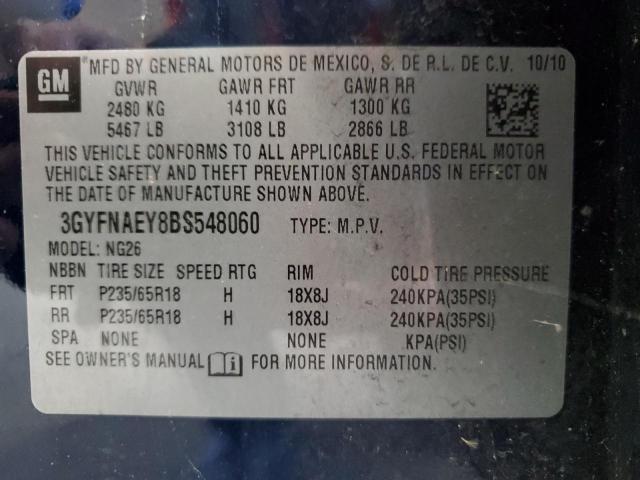 GM *MFD BY GENERAL MOTORS DE MEXICO, S. DE R.L. DE C.V. 10/10
GVWR GAWR FRT GAWR RR
2480 KG 1410 KG 1300 KG
5467 LB 3108 LB 2866 LB
THIS VEHICLE CONFORMS TO ALL APPLICABLE U.S. FEDERAL MOTOR
VEHICLE SAFETY AND THEFT PREVENTION STANDARDS IN EFFECT ON
THE DATE OF MANUFACTURE SHOWN ABOVE.
3GYFNAEY8BS548060 TYPE: M.P.V.
MODEL: NG26
NBBN TIRE SIZE SPEED RTG RIM COLD TIRE PRESSURE
FRT P235/65R18 H 18X8J 240KPA(35PSI)
RR P235/65R18 H 18X8J 240KPA(35PSI)
SPA NONE NONE KPA(PSI)
SEE OWNER'S MANUAL FOR MORE INFORMATION.